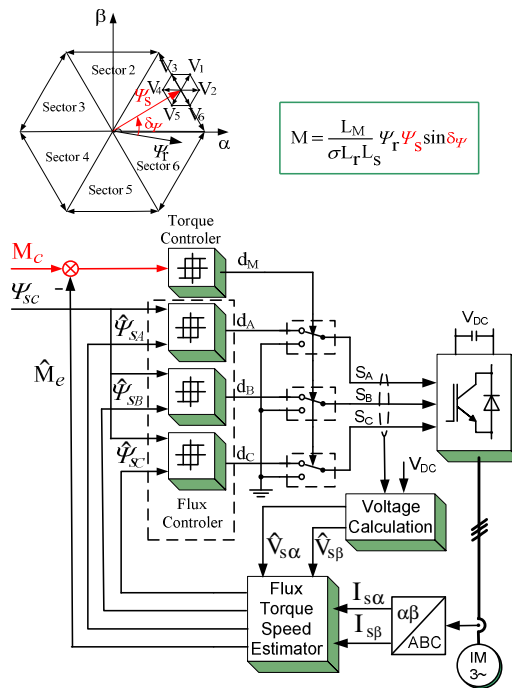 β
Sector 2
V3 V1
V4 V2
V5 V6
Ψs
δΨ
α
Ψr
Sector 3
Sector 4
Sector 5
Sector 6
M = L_M / σL_rL_s Ψr Ψs sinδΨ
Torque
Controler
Mc
ΨSC
-
M̂e
dM
Ψ̂SA
dA
Ψ̂SB
dB
Ψ̂SC
dC
Flux
Controler
SA
SB
SC
VDC
VDC
Voltage
Calculation
V̂sα
V̂sβ
Flux
Torque
Speed
Estimator
Isα
Isβ
αβ
ABC
IM
3~